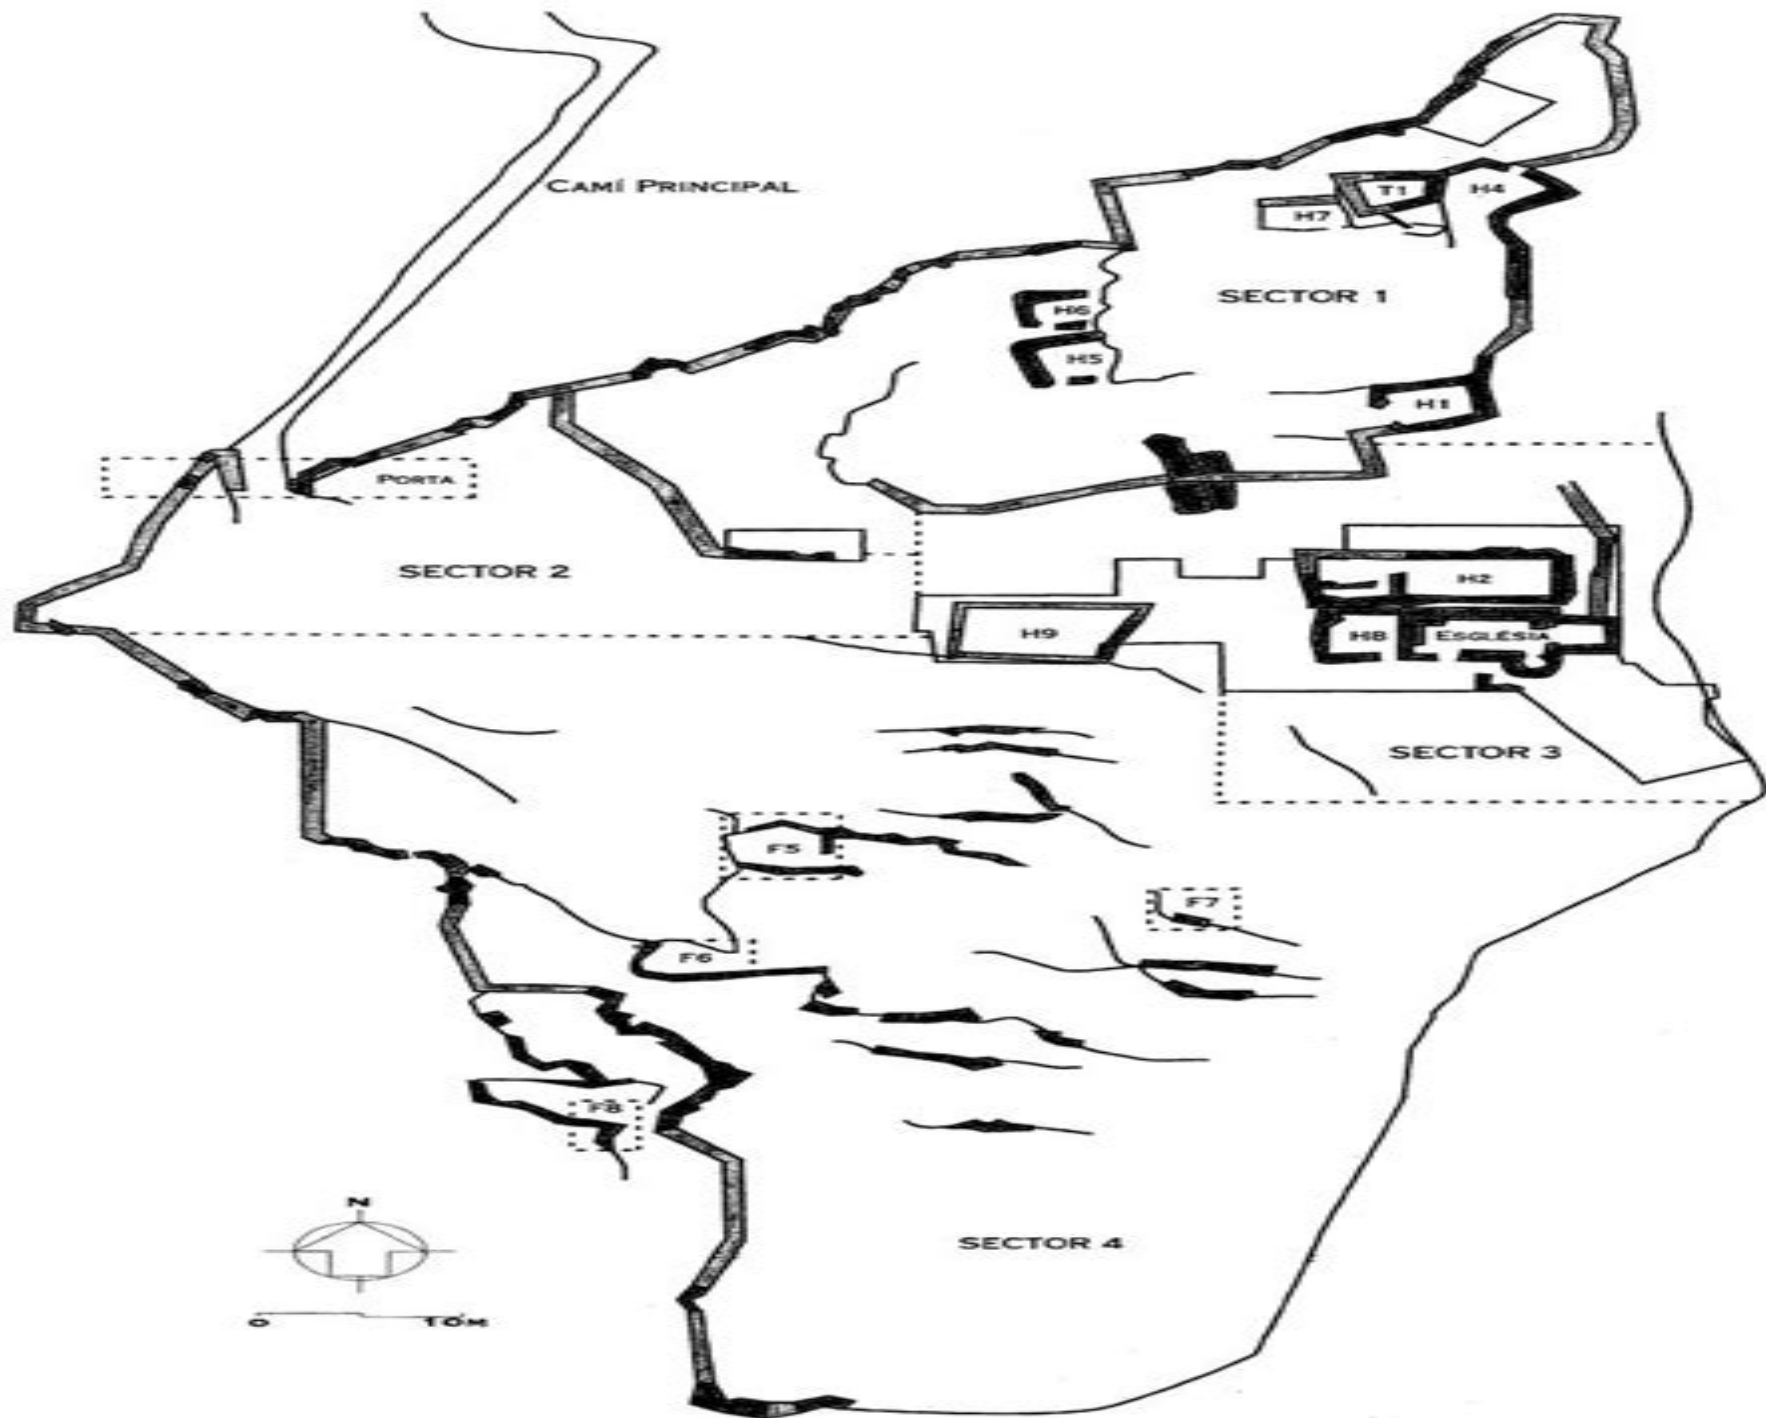 CAMÍ PRINCIPAL
T1
H4
H7
SECTOR 1
H6
H5
H1
PORTA
SECTOR 2
H2
H9
H8
ESGLÉSIA
SECTOR 3
F5
F7
F6
F8
N
SECTOR 4
0 10M